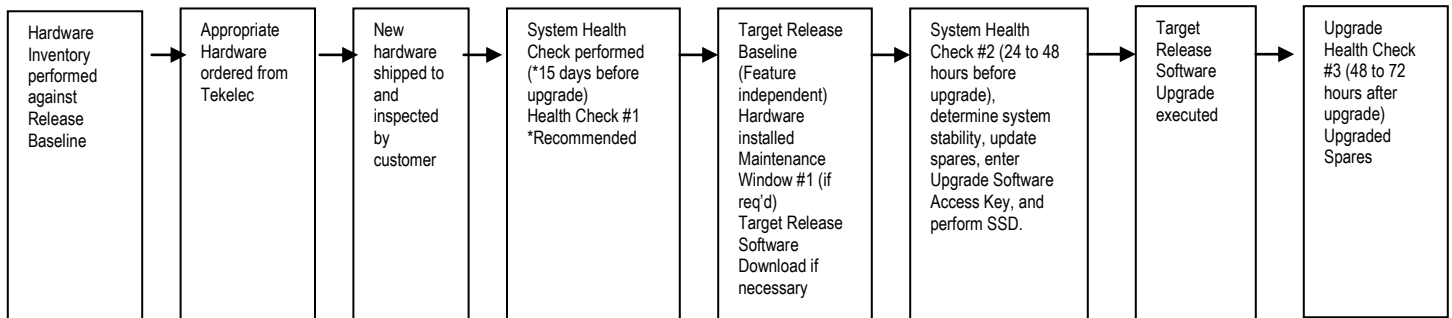 Hardware
Inventory
performed
against
Release
Baseline
Appropriate
Hardware
ordered from
Tekelec
New
hardware
shipped to
and
inspected
by
customer
System Health
Check performed
(*15 days before
upgrade)
Health Check #1
*Recommended
Target Release
Baseline
(Feature
independent)
Hardware
installed
Maintenance
Window #1 (if
req’d)
Target Release
Software
Download if
necessary
System Health
Check #2 (24 to 48
hours before
upgrade),
determine system
stability, update
spares, enter
Upgrade Software
Access Key, and
perform SSD.
Target
Release
Software
Upgrade
executed
Upgrade
Health Check
#3 (48 to 72
hours after
upgrade)
Upgraded
Spares